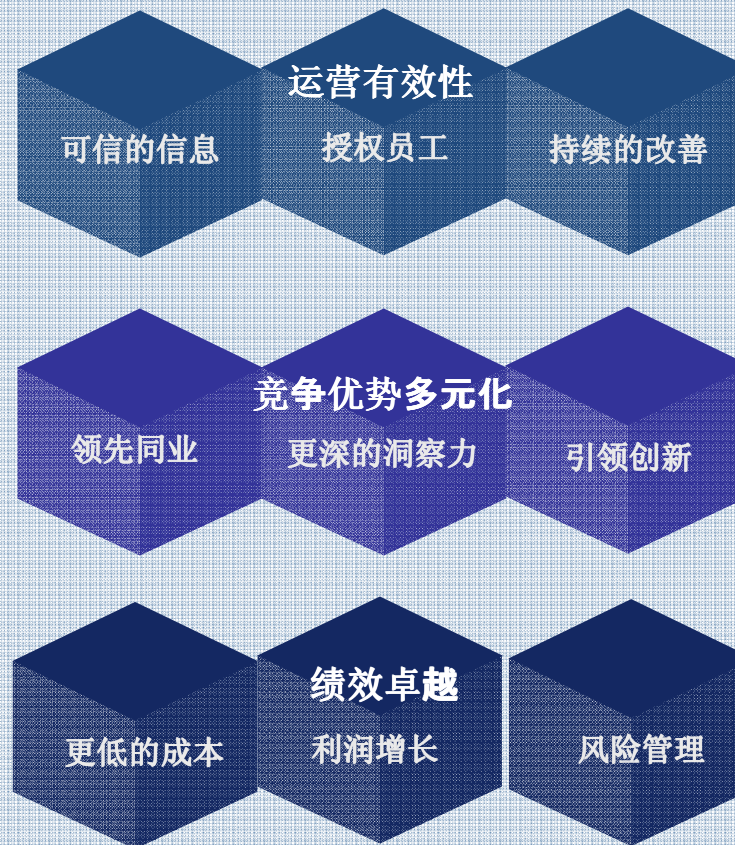 运营有效性
可信的信息
授权员工
持续的改善
竞争优势多元化
领先同业
更深的洞察力
引领创新
绩效卓越
更低的成本
利润增长
风险管理